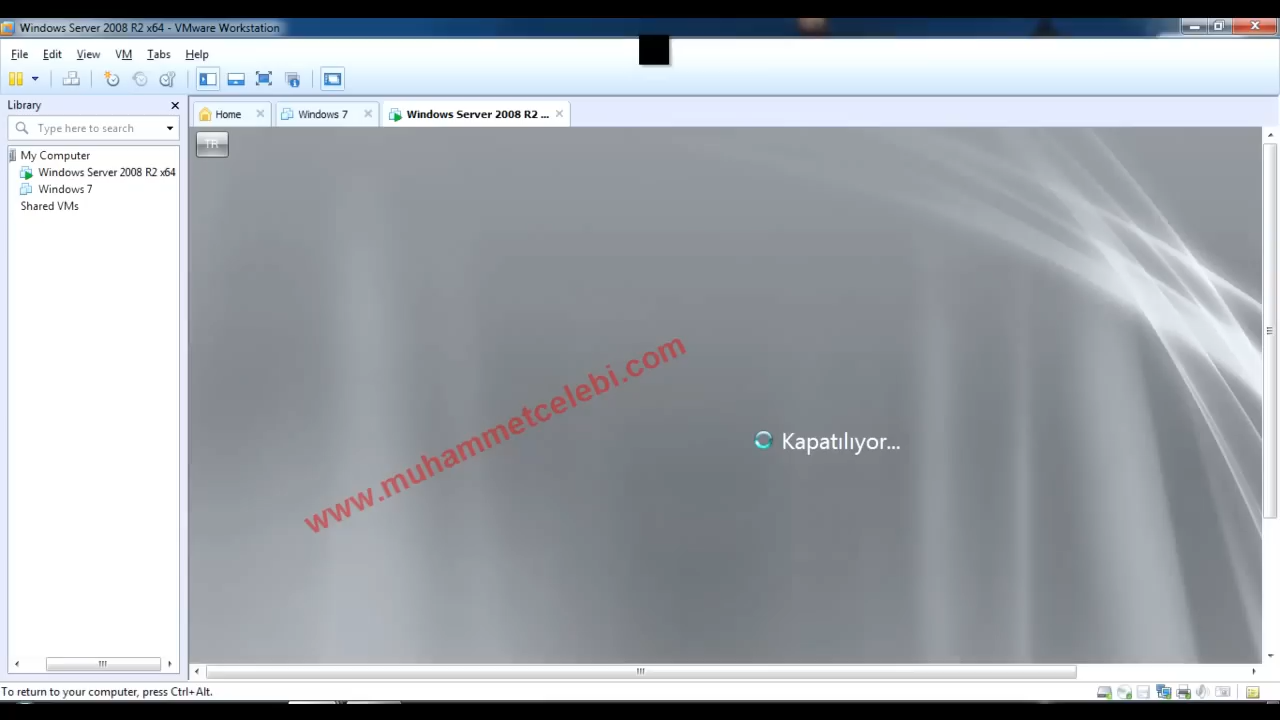 Windows Server 2008 R2 x64 - VMware Workstation
File Edit View VM Tabs Help
Library
Type here to search
My Computer
Windows Server 2008 R2 x64
Windows 7
Shared VMs
Home
Windows 7
Windows Server 2008 R2 ...
TR
www.muhammetcelebi.com
Kapatılıyor...
To return to your computer, press Ctrl+Alt.